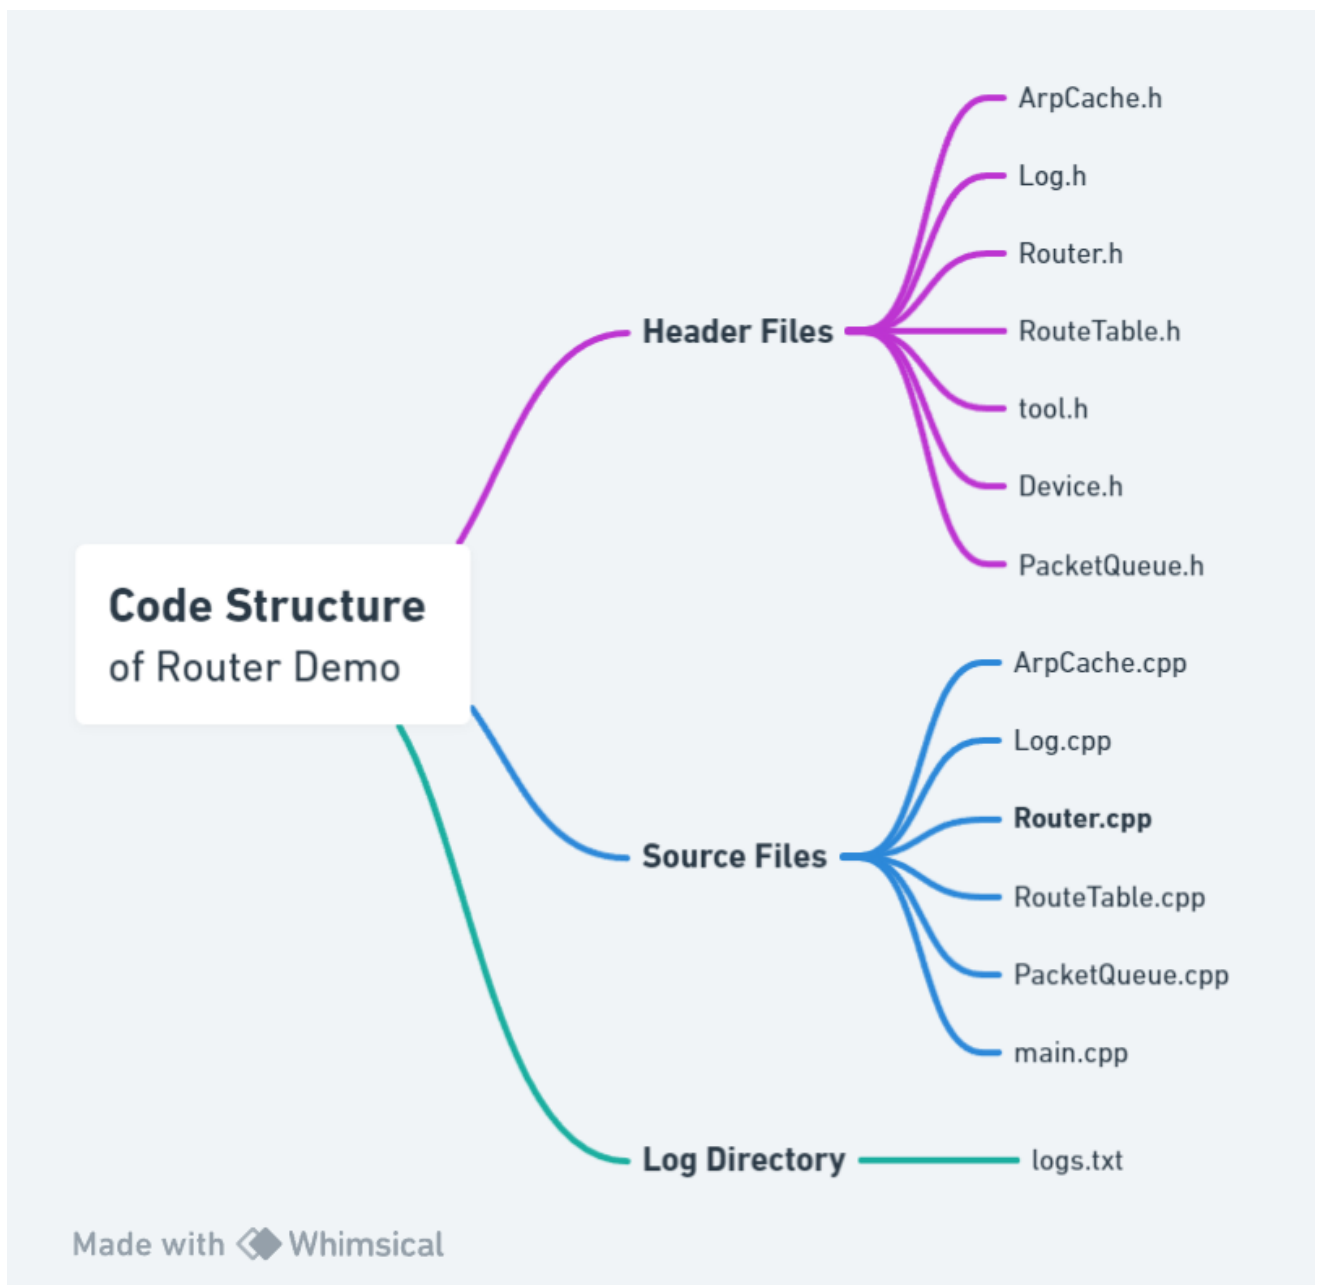 Code Structure
of Router Demo
Header Files
ArpCache.h
Log.h
Router.h
RouteTable.h
tool.h
Device.h
PacketQueue.h
Source Files
ArpCache.cpp
Log.cpp
Router.cpp
RouteTable.cpp
PacketQueue.cpp
main.cpp
Log Directory
logs.txt
Made with Whimsical